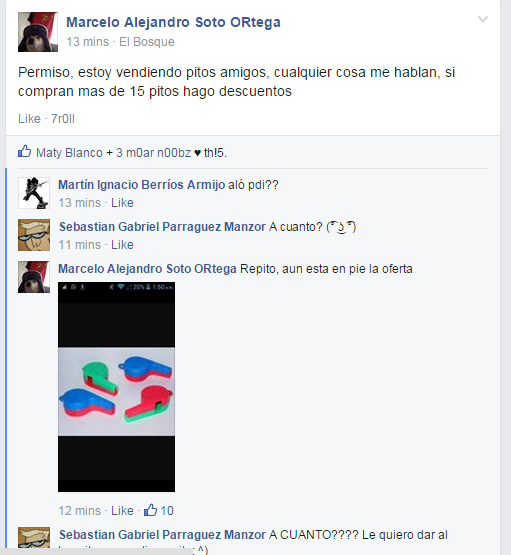 Marcelo Alejandro Soto ORtega
13 mins · El Bosque
Permiso, estoy vendiendo pitos amigos, cualquier cosa me hablan, si
compran mas de 15 pitos hago descuentos
Like · 7r0ll
Maty Blanco + 3 m0ar n00bz ♥ th!5.
Martín Ignacio Berríos Armijo aló pdi??
13 mins · Like
Sebastian Gabriel Parraguez Manzor A cuanto? ( ͡° ͜ʖ ͡°)
11 mins · Like
Marcelo Alejandro Soto ORtega Repito, aun esta en pie la oferta
20% 1:50a.m.
12 mins · Like · 10
Sebastian Gabriel Parraguez Manzor A CUANTO???? Le quiero dar al